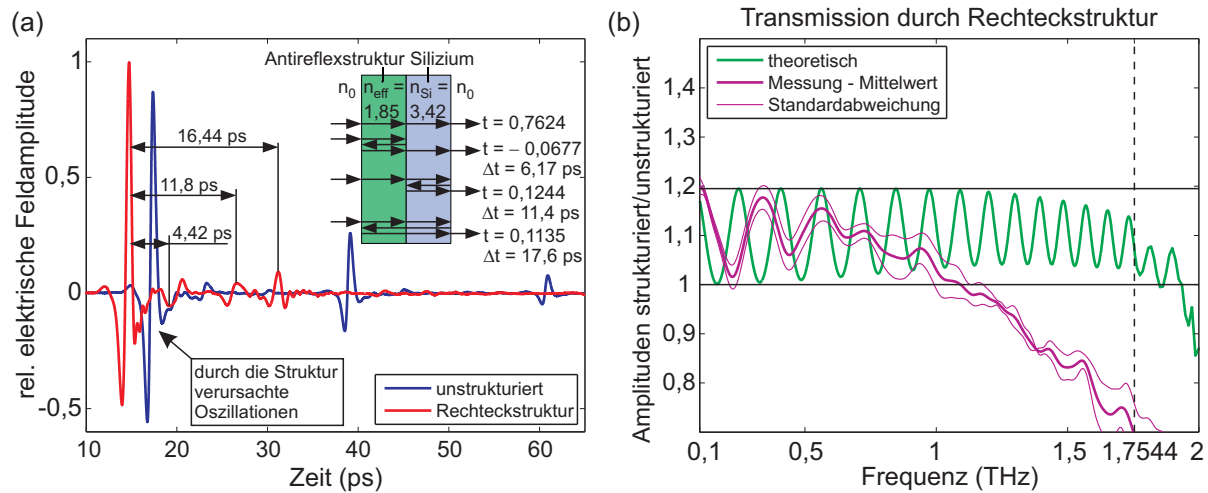 (a)
rel. elektrische Feldamplitude
1
0,5
0
-0,5
10 20 30 40 50 60
Zeit (ps)
16,44 ps
11,8 ps
4,42 ps
durch die Struktur
verursachte
Oszillationen
Antireflexstruktur Silizium
n0 neff = nSi = n0
1,85 3,42
t = 0,7624
t = − 0,0677
Δt = 6,17 ps
t = 0,1244
Δt = 11,4 ps
t = 0,1135
Δt = 17,6 ps
unstrukturiert
Rechteckstruktur
(b)
Transmission durch Rechteckstruktur
Amplituden strukturiert/unstrukturiert
1,4
1,3
1,2
1,1
1
0,9
0,8
theoretisch
Messung - Mittelwert
Standardabweichung
0,1 0,5 1 1,5 1,7544 2
Frequenz (THz)